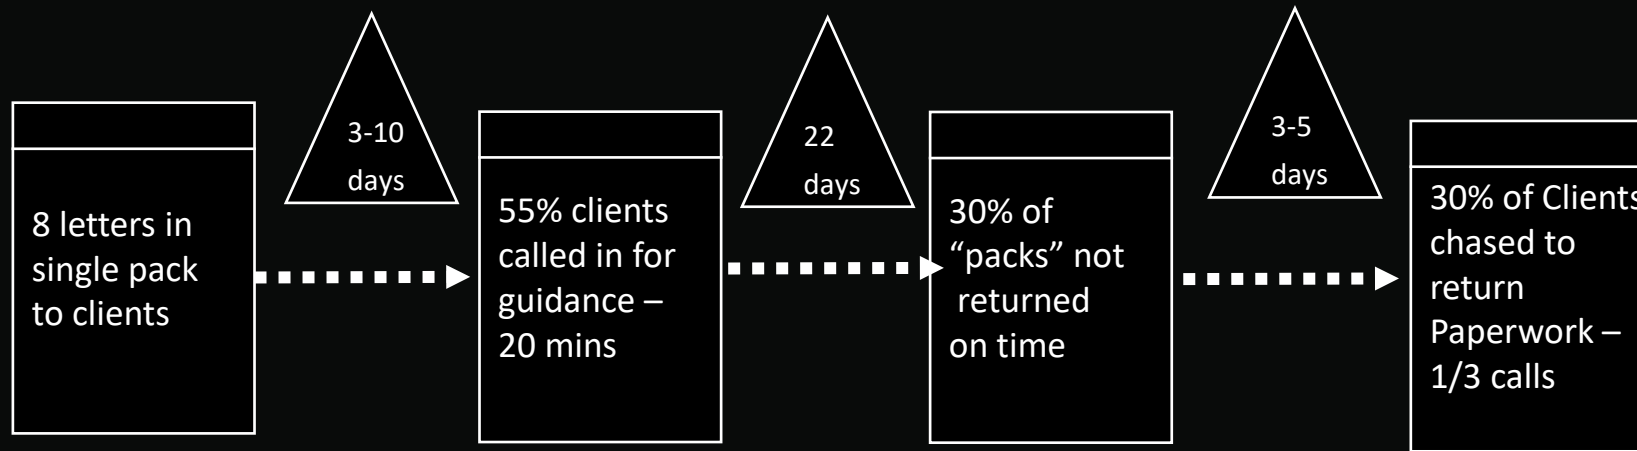 8 letters in
single pack
to clients
3-10
days
55% clients
called in for
guidance –
20 mins
22
days
30% of
“packs” not
returned
on time
3-5
days
30% of Clients
chased to
return
Paperwork –
1/3 calls